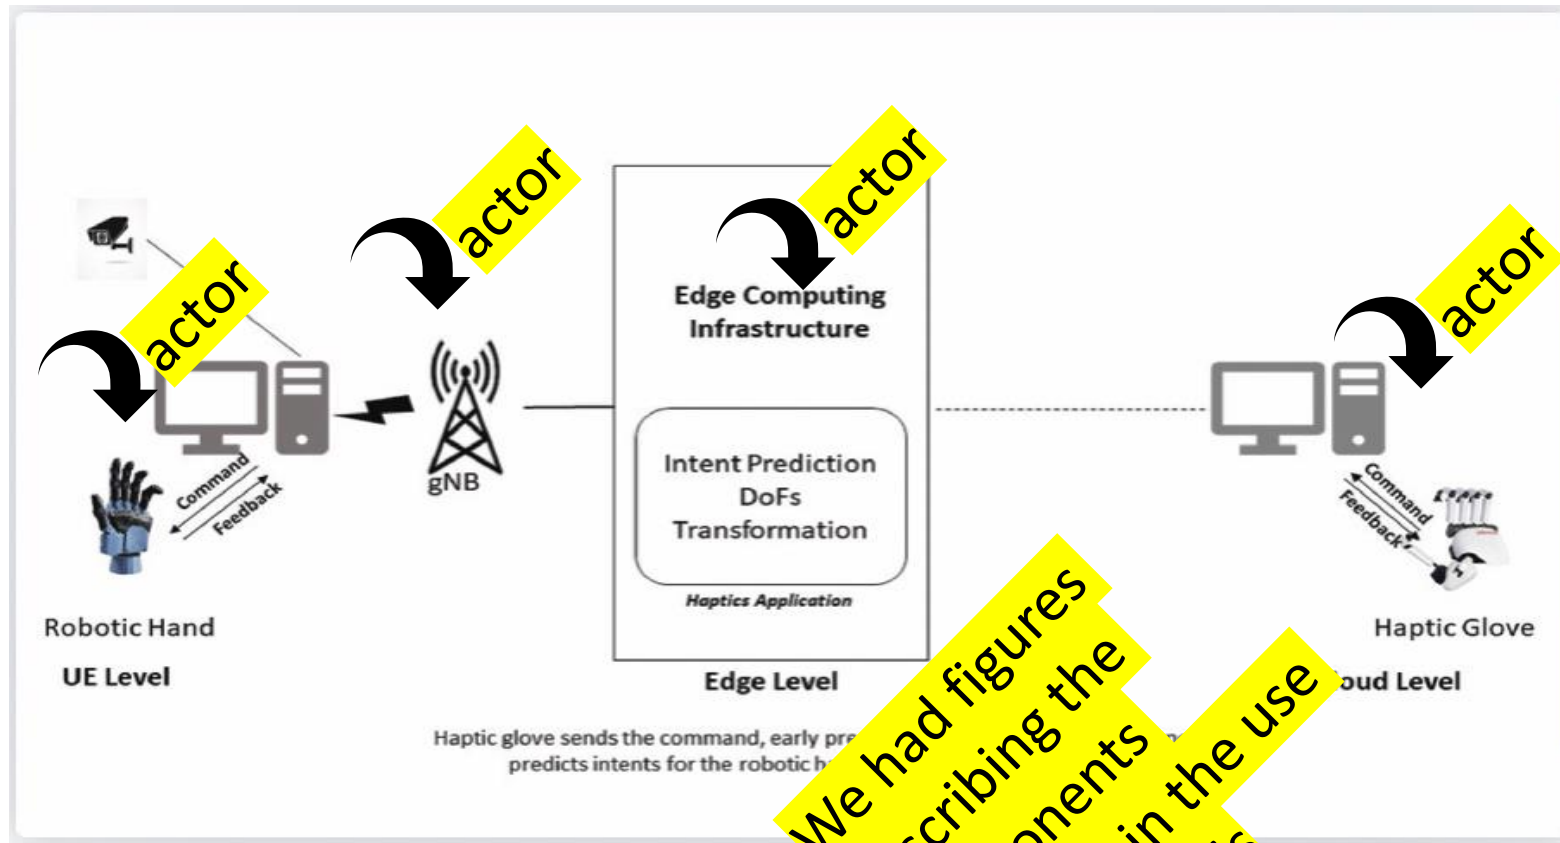 actor
actor
actor
actor
Edge Computing
Infrastructure
Command
Feedback
gNB
Intent Prediction
DoFs
Transformation
Haptics Application
Command
Feedback
Robotic Hand
Haptic Glove
UE Level
Edge Level
oud Level
Haptic glove sends the command, early pre
predicts intents for the robotic h
We had figures
scribing the
onents
in the use